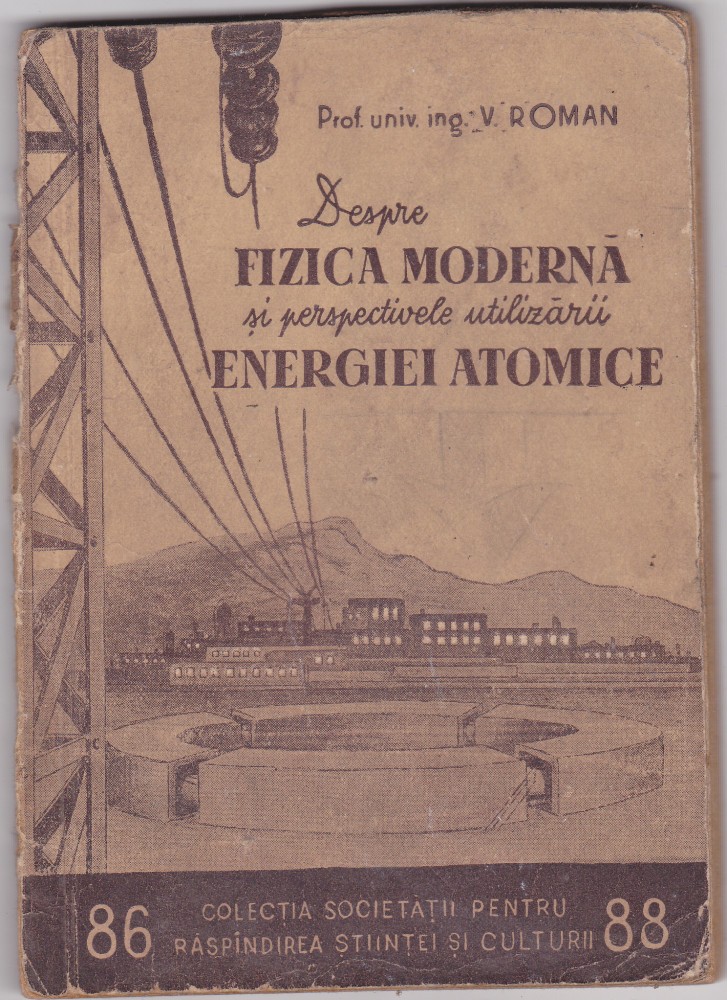 Prof. univ. ing. V. ROMAN
Despre
FIZICA MODERNĂ
și perspectivele utilizării
ENERGIEI ATOMICE
86 COLECȚIA SOCIETĂȚII PENTRU 88
RĂSPÎNDIREA ȘTIINȚEI ȘI CULTURII